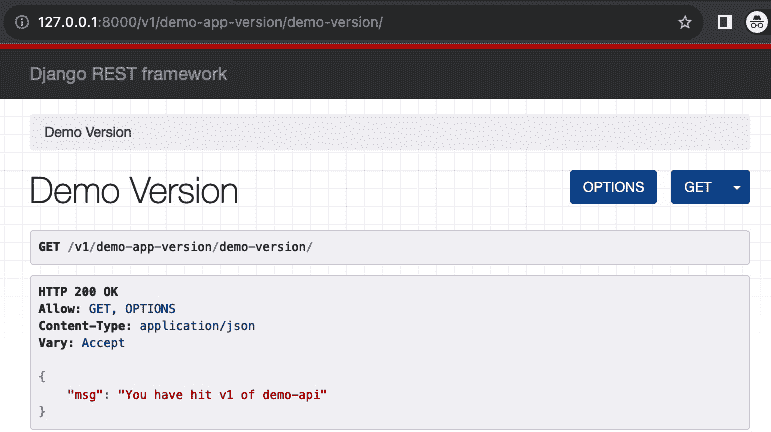 127.0.0.1:8000/v1/demo-app-version/demo-version/
Django REST framework
Demo Version
Demo Version
OPTIONS
GET
GET /v1/demo-app-version/demo-version/
HTTP 200 OK
Allow: GET, OPTIONS
Content-Type: application/json
Vary: Accept
{
"msg": "You have hit v1 of demo-api"
}